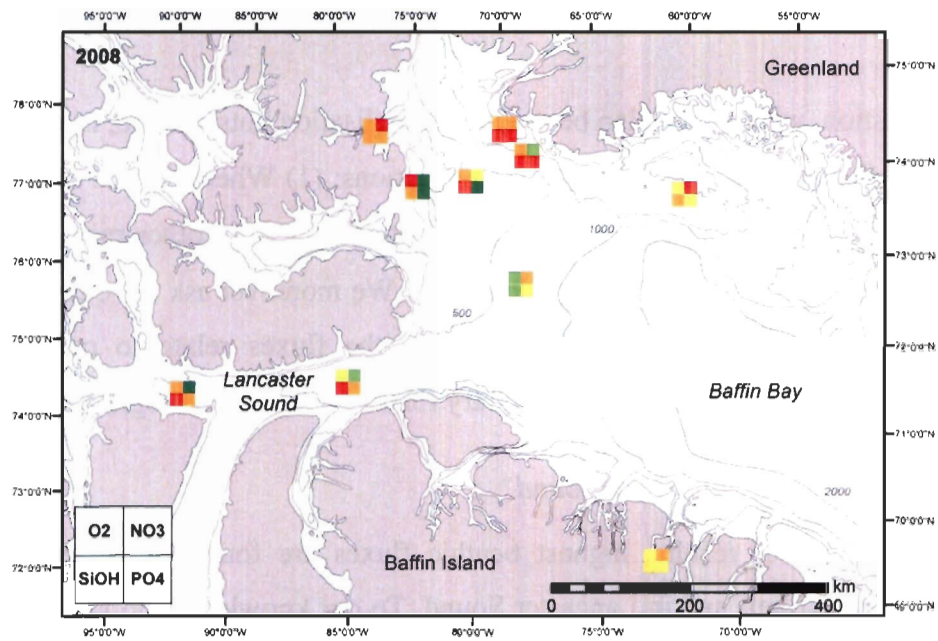 95°0'0"W 90°0'0"W 85°0'0"W 80°0'0"W 75°0'0"W 70°0'0"W 65°0'0"W 60°0'0"W 55°0'0"W
2008
Greenland
75°0'0"N
78°0'0"N
74°0'0"N
77°0'0"N
1000
73°0'0"N
76°0'0"N
500
72°0'0"N
75°0'0"N
Lancaster
Sound
Baffin Bay
74°0'0"N
71°0'0"N
73°0'0"N
2000
70°0'0"N
O2 NO3
SiOH PO4
Baffin Island
72°0'0"N
km
0 200 400
69°0'0"N
95°0'0"W 90°0'0"W 85°0'0"W 80°0'0"W 75°0'0"W 70°0'0"W